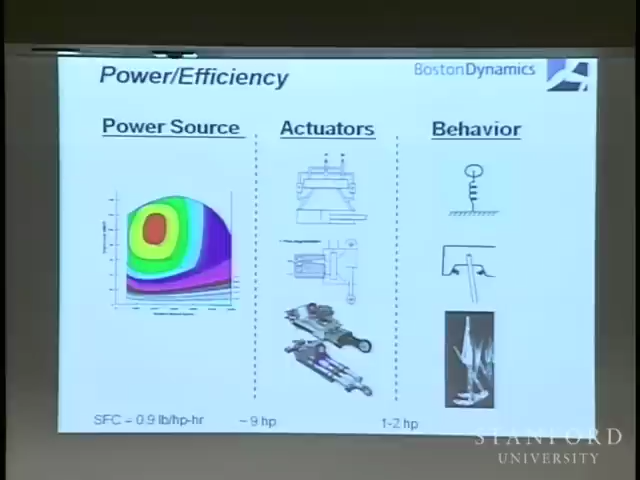 Power/Efficiency
BostonDynamics
Power Source
Actuators
Behavior
SFC = 0.9 lb/hp-hr
~ 9 hp
1-2 hp
STANFORD
UNIVERSITY